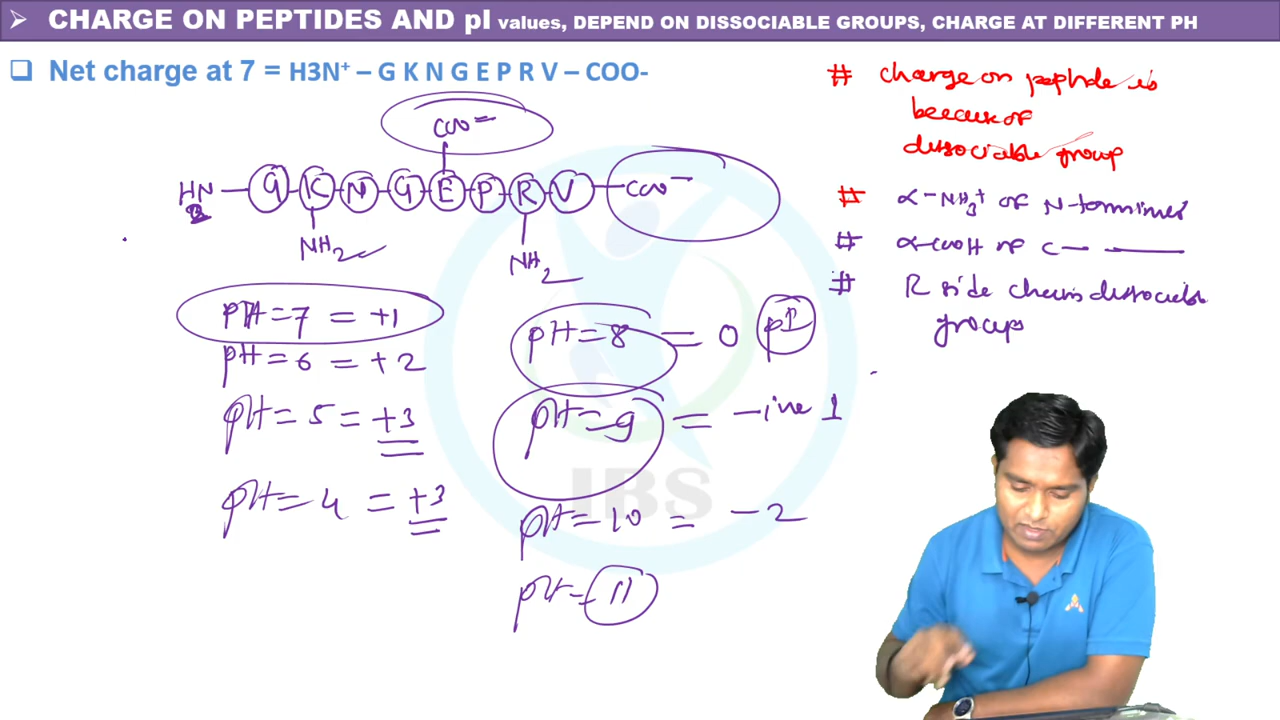 CHARGE ON PEPTIDES AND pI values, DEPEND ON DISSOCIABLE GROUPS, CHARGE AT DIFFERENT PH
Net charge at 7 = H3N+ – G K N G E P R V – COO-
# charge on peptide is
because of
dissociable group
# α-NH3+ of N-terminus
# α-COOH of C—
# R side chains dissociable
groups
COO-
G K N G E P R V COO-
NH2
NH2
pH=7 = +1
pH=6 = +2
pH=5 = +3
pH=4 = +3
pH=8 = 0 pI
pH=9 = -ive 1
pH=10 = -2
pH=11
IBS